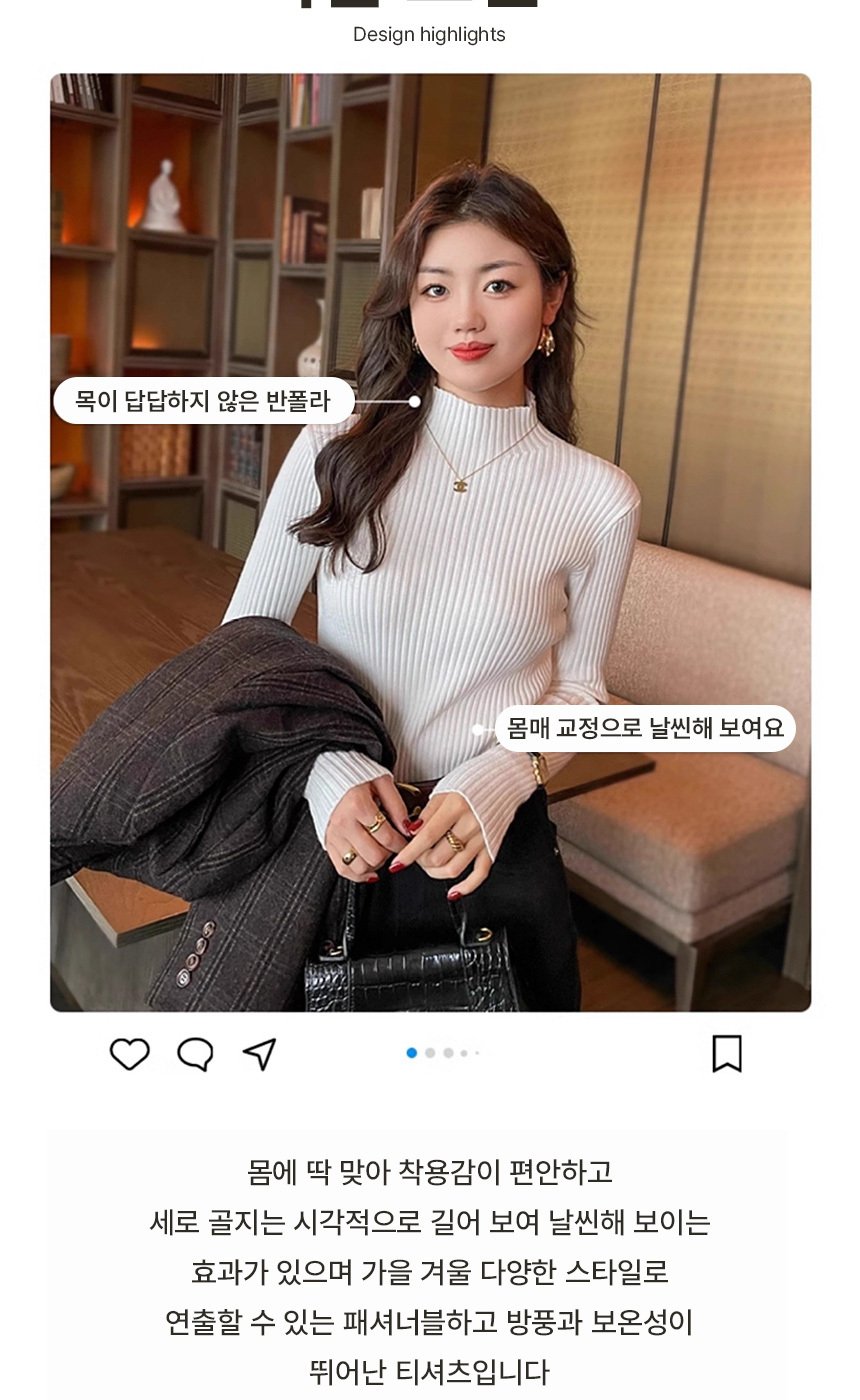 Design highlights
목이 답답하지 않은 반폴라
몸매 교정으로 날씬해 보여요
몸에 딱 맞아 착용감이 편안하고
세로 골지는 시각적으로 길어 보여 날씬해 보이는
효과가 있으며 가을 겨울 다양한 스타일로
연출할 수 있는 패셔너블하고 방풍과 보온성이
뛰어난 티셔츠입니다